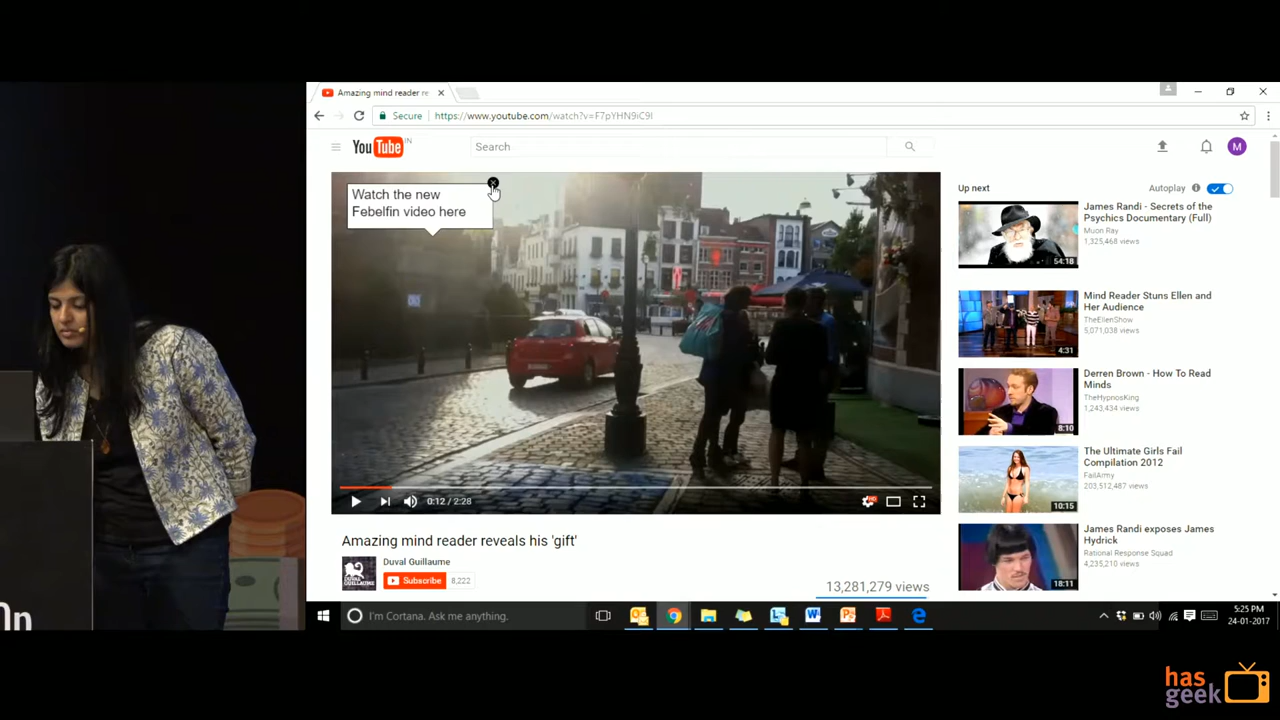 Amazing mind reader re
Secure https://www.youtube.com/watch?v=F7pYHN9iC9I
YouTube IN
Search
M
Watch the new
Febelfin video here
Up next
Autoplay
James Randi - Secrets of the
Psychics Documentary (Full)
Muon Ray
1,325,468 views
54:18
Mind Reader Stuns Ellen and
Her Audience
TheEllenShow
5,071,038 views
4:31
Derren Brown - How To Read
Minds
TheHypnosKing
1,243,434 views
8:10
The Ultimate Girls Fail
Compilation 2012
FailArmy
203,512,487 views
10:15
James Randi exposes James
Hydrick
Rational Response Squad
4,235,210 views
18:11
0:12 / 2:28
Amazing mind reader reveals his 'gift'
DUVAL
GUILLAUME
Duval Guillaume
Subscribe 8,222
13,281,279 views
I'm Cortana. Ask me anything.
5:25 PM
24-01-2017
has
geek